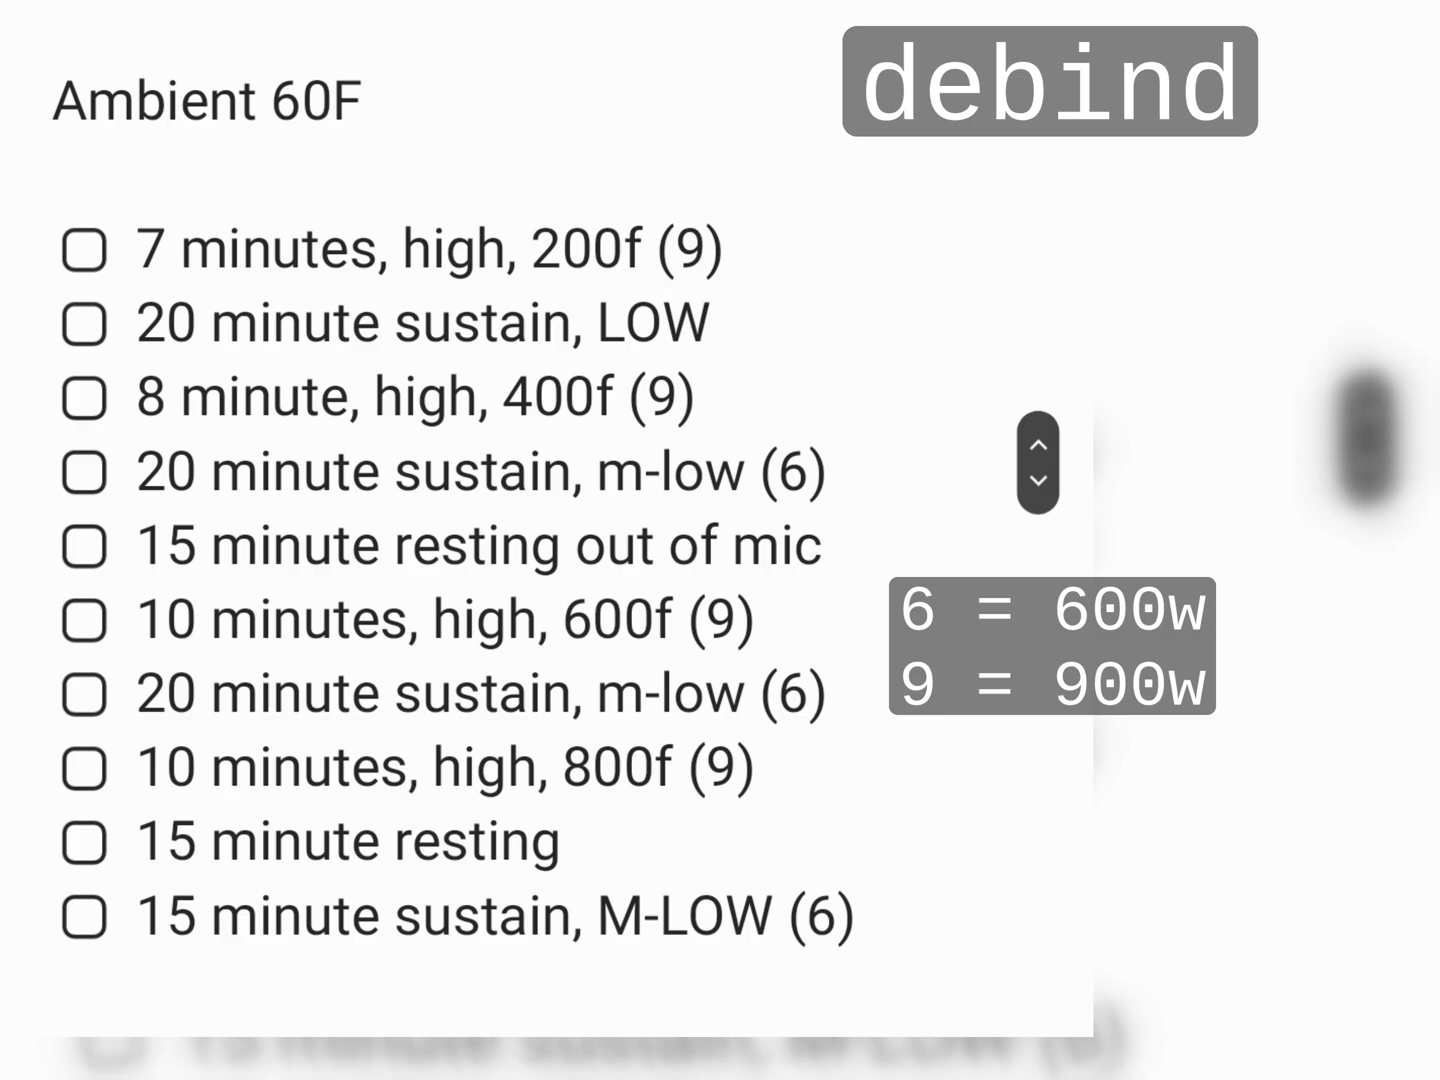 Ambient 60F
debind
7 minutes, high, 200f (9)
20 minute sustain, LOW
8 minute, high, 400f (9)
20 minute sustain, m-low (6)
15 minute resting out of mic
10 minutes, high, 600f (9)
6 = 600w
20 minute sustain, m-low (6)
9 = 900w
10 minutes, high, 800f (9)
15 minute resting
15 minute sustain, M-LOW (6)